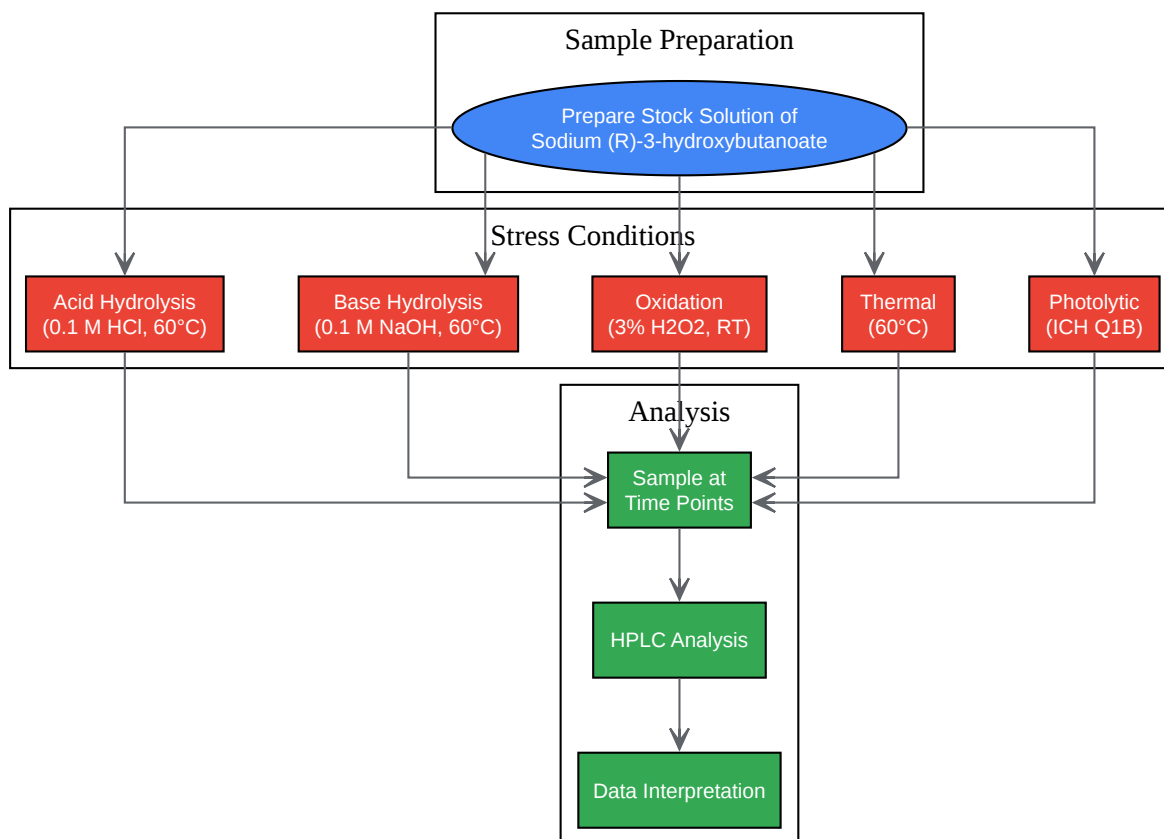 Sample Preparation
Prepare Stock Solution of
Sodium (R)-3-hydroxybutanoate
Stress Conditions
Acid Hydrolysis
(0.1 M HCl, 60°C)
Base Hydrolysis
(0.1 M NaOH, 60°C)
Oxidation
(3% H2O2, RT)
Thermal
(60°C)
Photolytic
(ICH Q1B)
Analysis
Sample at
Time Points
HPLC Analysis
Data Interpretation